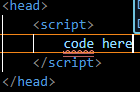 <head>
<script>
code here
</script>
</head>